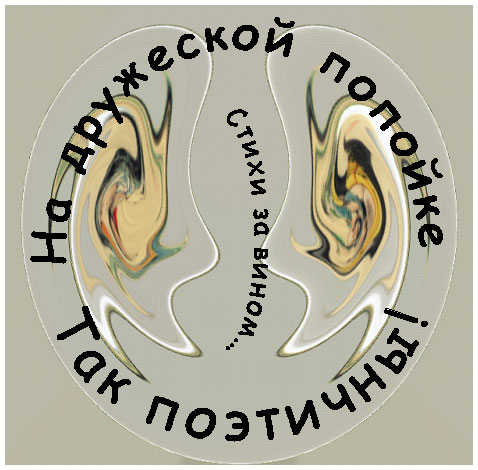 На дружеской попойке
Стихи за вином...
Так поэтичны!